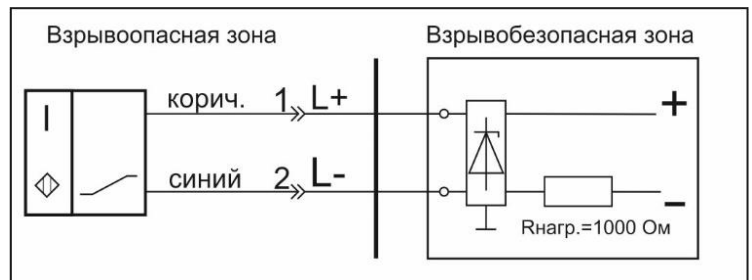 Взрывоопасная зона
Взрывобезопасная зона
I
корич. 1 L+
+
синий 2 L-
−
Rнагр.=1000 Ом